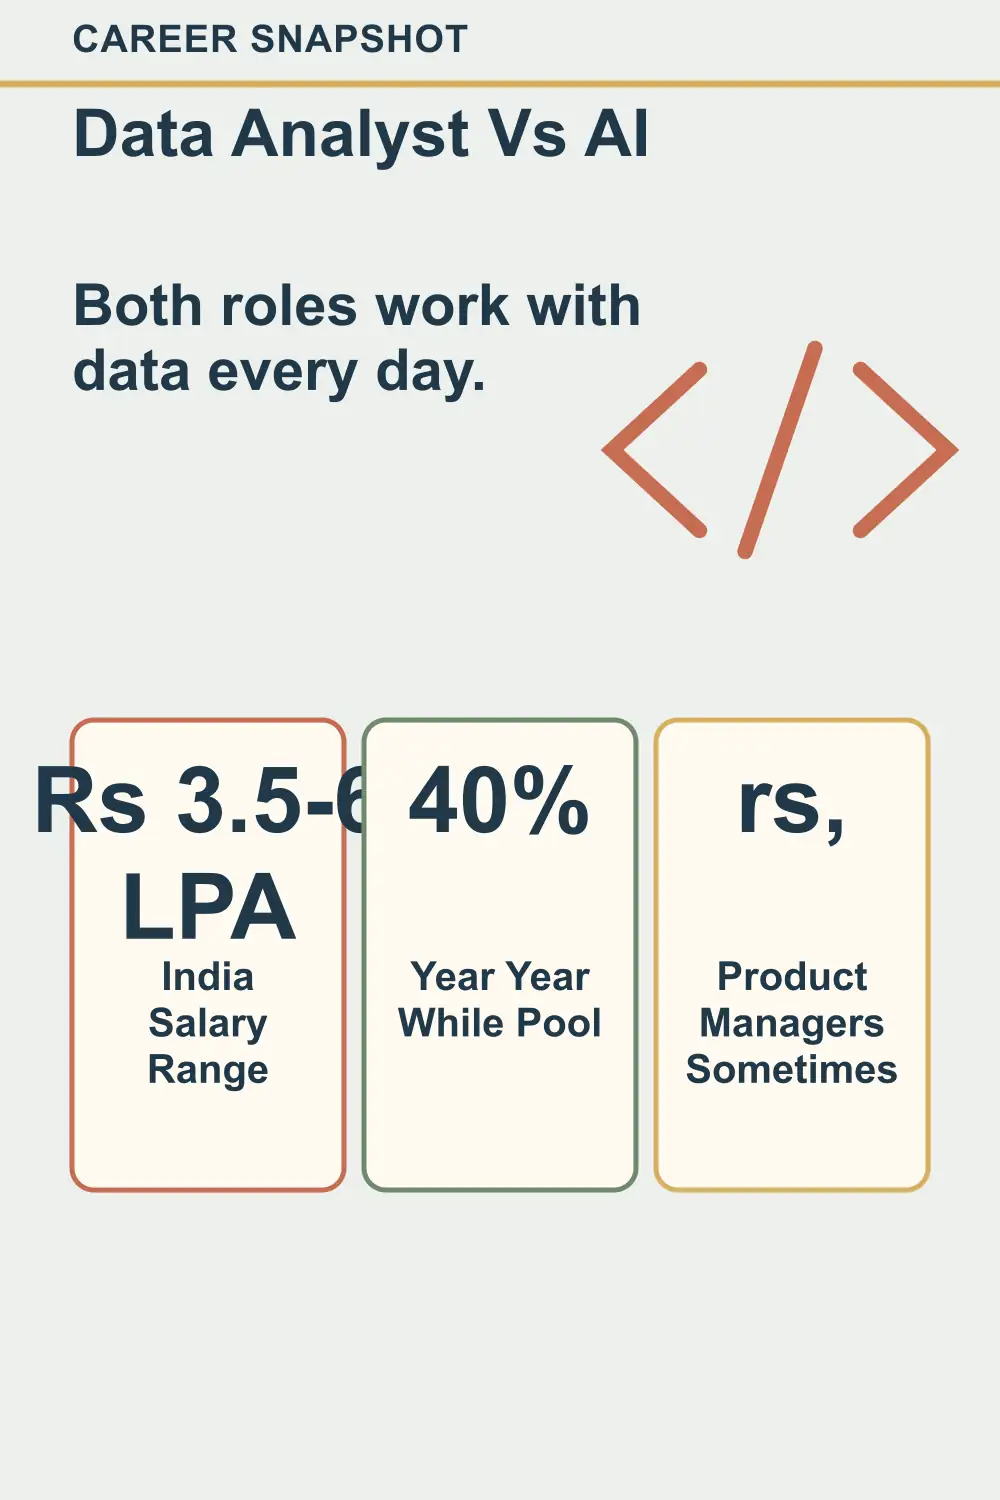 CAREER SNAPSHOT
Data Analyst Vs AI
Both roles work with
data every day.
Rs 3.5-6
LPA
India
Salary
Range
40%
Year Year
While Pool
rs,
Product
Managers
Sometimes